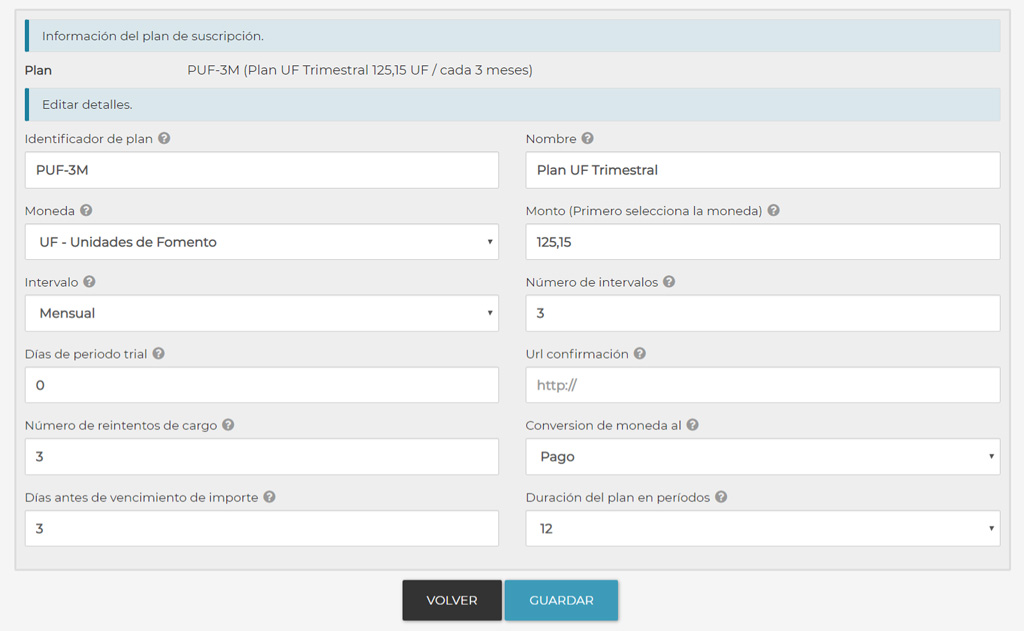 Información del plan de suscripción.
Plan PUF-3M (Plan UF Trimestral 125,15 UF / cada 3 meses)
Editar detalles.
Identificador de plan ? Nombre ?
PUF-3M Plan UF Trimestral
Moneda ? Monto (Primero selecciona la moneda) ?
UF - Unidades de Fomento 125,15
Intervalo ? Número de intervalos ?
Mensual 3
Días de periodo trial ? Url confirmación ?
0 http://
Número de reintentos de cargo ? Conversion de moneda al ?
3 Pago
Días antes de vencimiento de importe ? Duración del plan en períodos ?
3 12
VOLVER GUARDAR